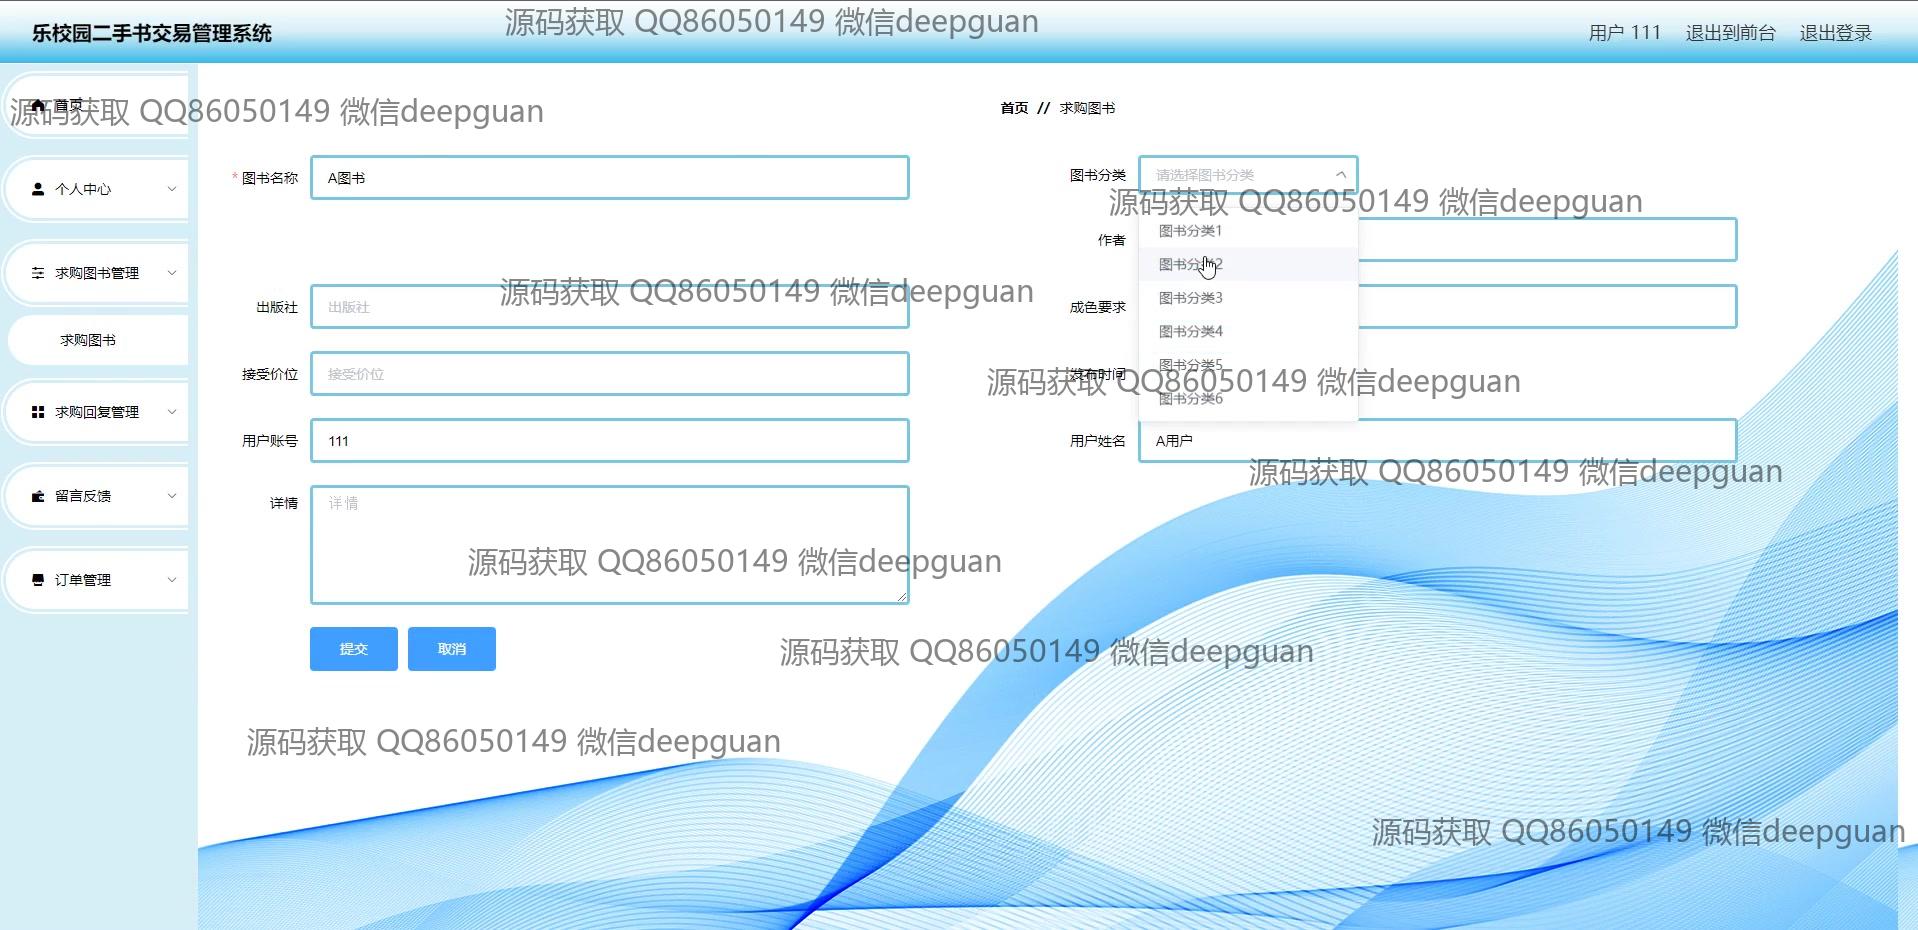 乐校园二手书交易管理系统
源码获取 QQ86050149 微信deepguan
用户 111 退出到前台 退出登录
首页
源码获取 QQ86050149 微信deepguan
首页 // 求购图书
个人中心
* 图书名称 A图书
图书分类 请选择图书分类
源码获取 QQ86050149 微信deepguan
图书分类1
作者
图书分类2
求购图书管理
源码获取 QQ86050149 微信deepguan
出版社 出版社
成色要求
图书分类3
图书分类4
求购图书
图书分类5
接受价位 接受价位
发布时间
源码获取 QQ86050149 微信deepguan
图书分类6
求购回复管理
用户账号 111
用户姓名 A用户
源码获取 QQ86050149 微信deepguan
留言反馈
详情 详情
源码获取 QQ86050149 微信deepguan
订单管理
提交 取消
源码获取 QQ86050149 微信deepguan
源码获取 QQ86050149 微信deepguan
源码获取 QQ86050149 微信deepguan